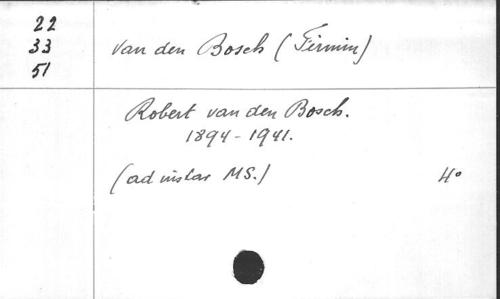 22
33
51
van den Bosch (Firmin)
Robert van den Bosch.
1894-1941.
(ad instar MS.)
4°